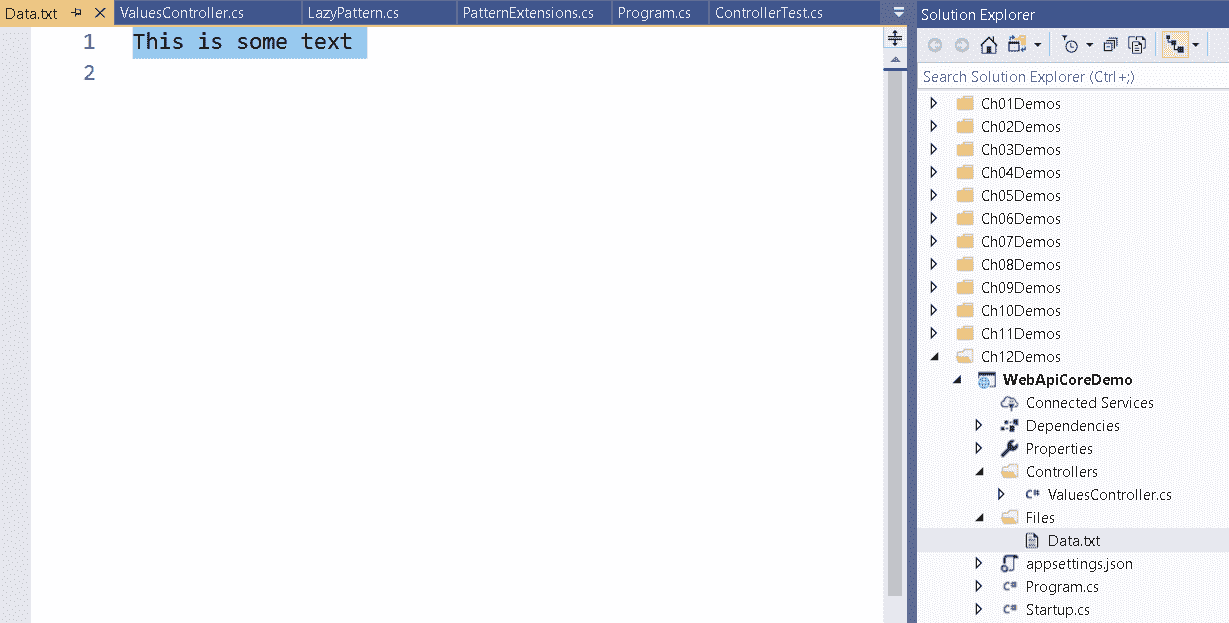 Data.txt
ValuesController.cs
LazyPattern.cs
PatternExtensions.cs
Program.cs
ControllerTest.cs
1 This is some text
2
Solution Explorer
Search Solution Explorer (Ctrl+;)
Ch01Demos
Ch02Demos
Ch03Demos
Ch04Demos
Ch05Demos
Ch06Demos
Ch07Demos
Ch08Demos
Ch09Demos
Ch10Demos
Ch11Demos
Ch12Demos
WebApiCoreDemo
Connected Services
Dependencies
Properties
Controllers
C# ValuesController.cs
Files
Data.txt
appsettings.json
C# Program.cs
C# Startup.cs